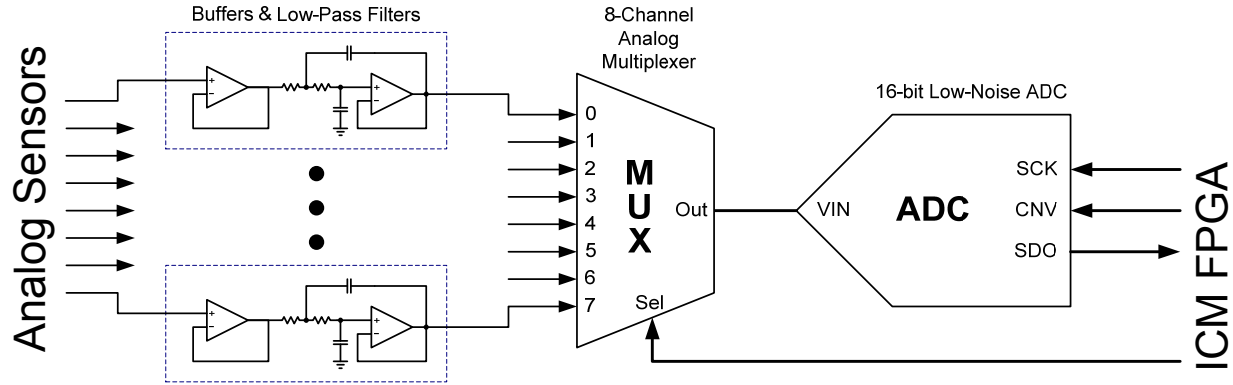 Buffers & Low-Pass Filters
8-Channel
Analog
Multiplexer
16-bit Low-Noise ADC
Analog Sensors
+
−
+
−
0
1
2
3
4
5
6
7
M
U
X
Out
Sel
VIN
ADC
SCK
CNV
SDO
ICM FPGA
+
−
+
−